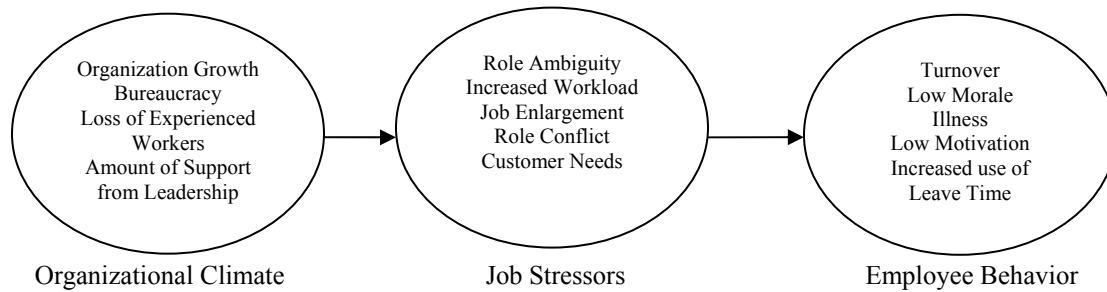 Organization Growth
Bureaucracy
Loss of Experienced
Workers
Amount of Support
from Leadership
Organizational Climate
Role Ambiguity
Increased Workload
Job Enlargement
Role Conflict
Customer Needs
Job Stressors
Turnover
Low Morale
Illness
Low Motivation
Increased use of
Leave Time
Employee Behavior